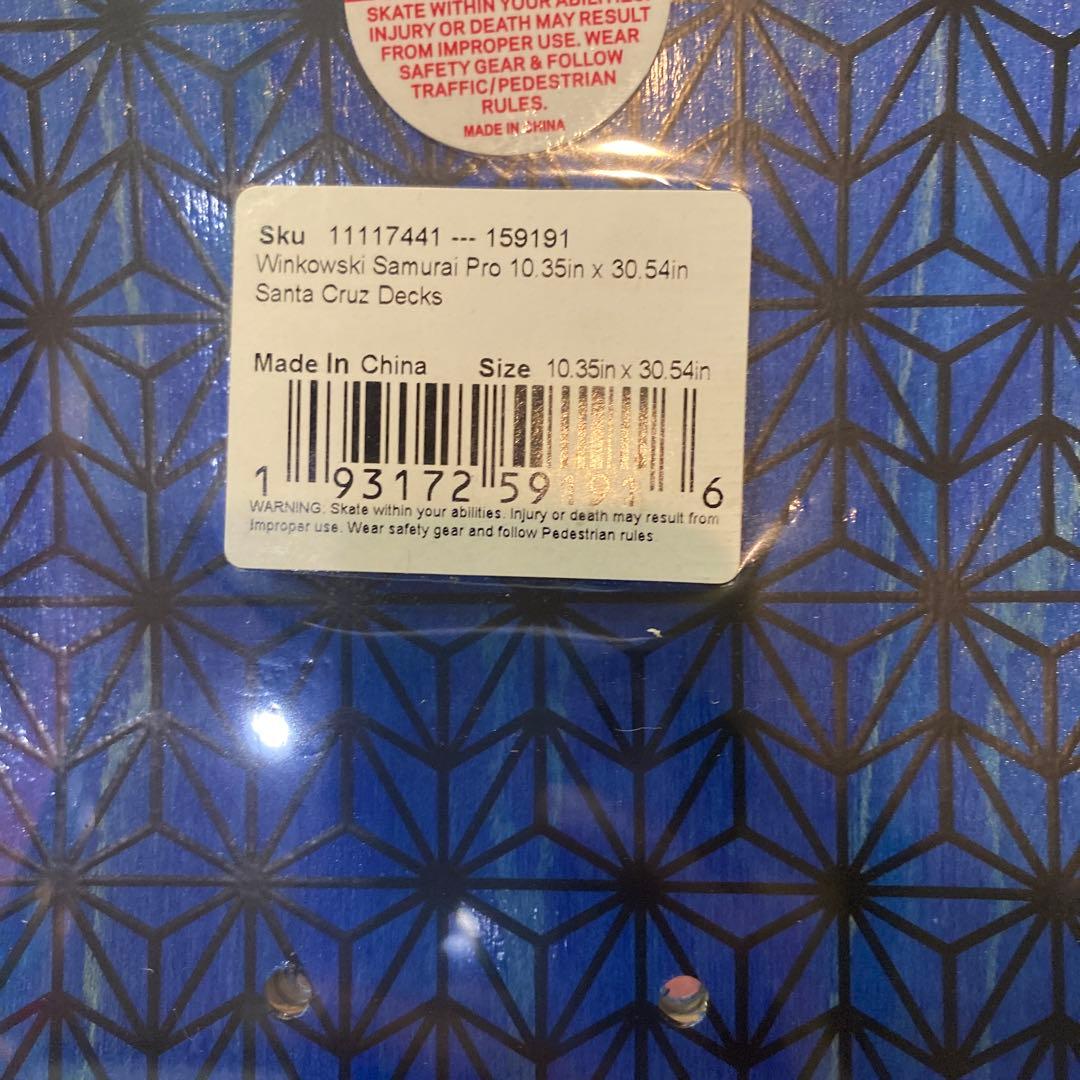 SKATE WITHIN YOUR ABILITIES.
INJURY OR DEATH MAY RESULT
FROM IMPROPER USE. WEAR
SAFETY GEAR & FOLLOW
TRAFFIC/PEDESTRIAN
RULES.
MADE IN CHINA
Sku 11117441 --- 159191
Winkowski Samurai Pro 10.35in x 30.54in
Santa Cruz Decks
Made In China Size 10.35in x 30.54in
1 93172 59191 6
WARNING: Skate within your abilities. Injury or death may result from
Improper use. Wear safety gear and follow Pedestrian rules.